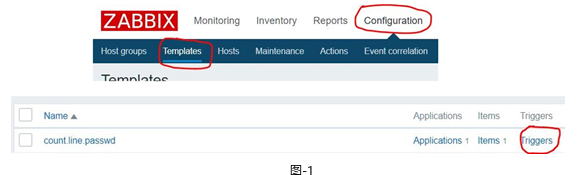 ZABBIX Monitoring Inventory Reports Configuration
Host groups Templates Hosts Maintenance Actions Event correlation
Templates
Name ▲ Applications Items Triggers
count.line.passwd Applications 1 Items 1 Triggers
图-1